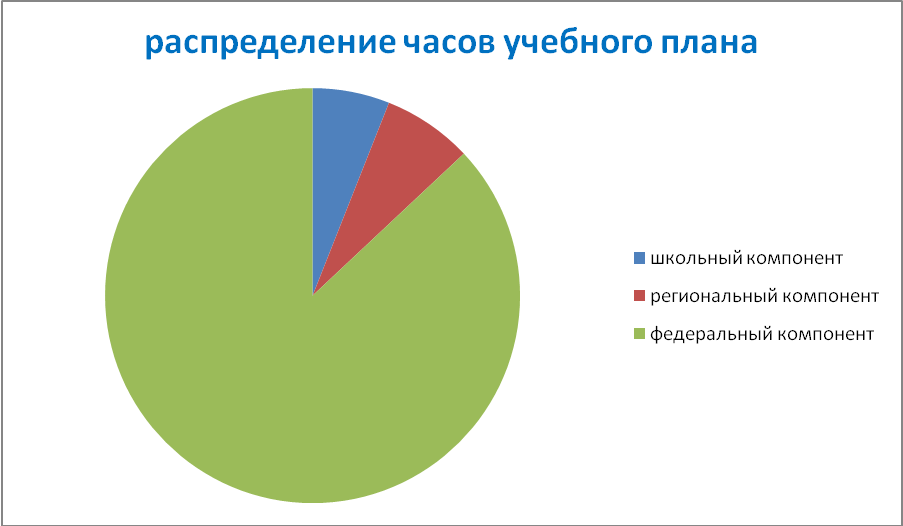 распределение часов учебного плана
школьный компонент
региональный компонент
федеральный компонент